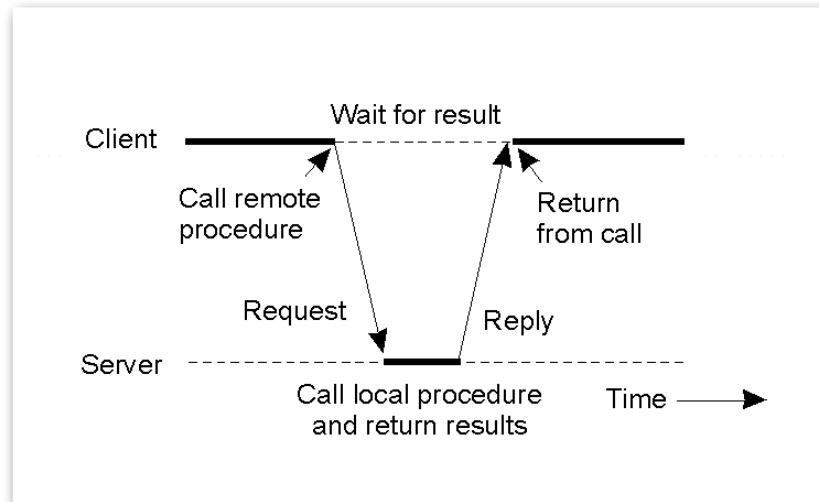 Wait for result
Client
Call remote
procedure
Return
from call
Request
Reply
Server
Call local procedure
and return results
Time